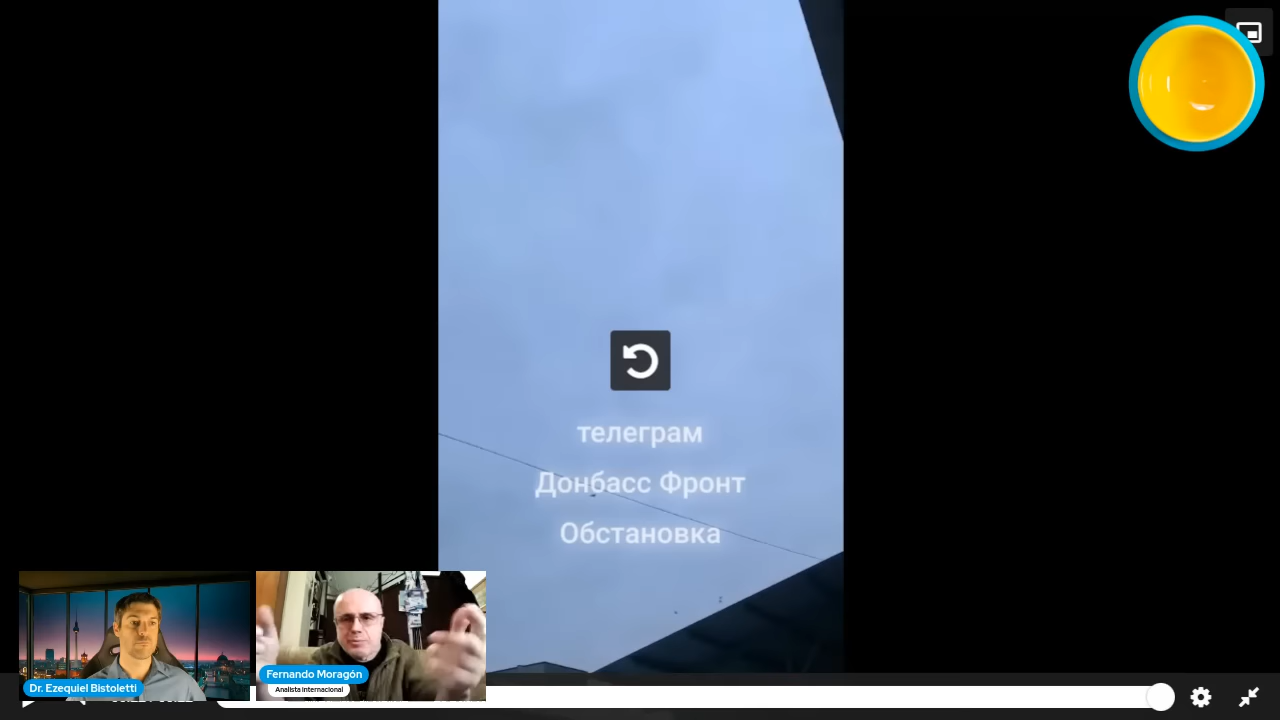 телеграм
Донбасс Фронт
Обстановка
Fernando Moragón
Analista internacional
Dr. Ezequiel Bistoletti